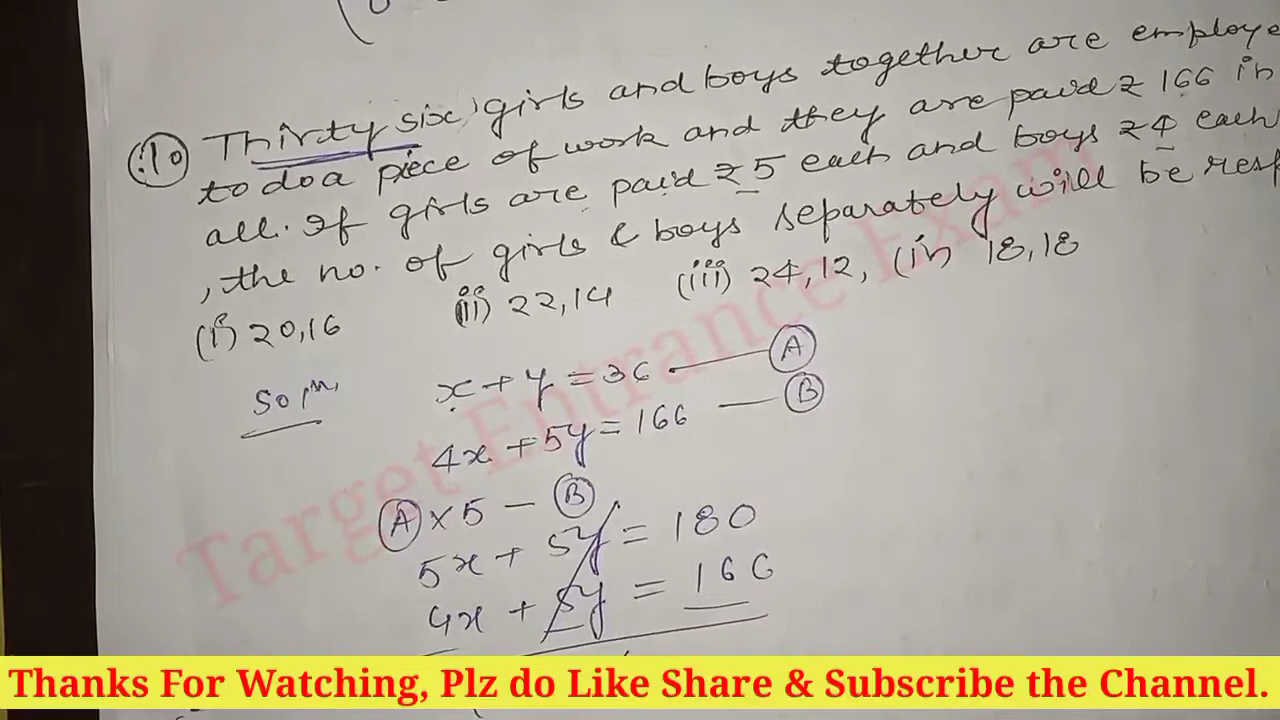 :10 Thirty six girls and boys together are employe
to do a piece of work and they are paid ₹ 166 in
all. If girls are paid ₹5 each and boys ₹4 each
, the no. of girls & boys separately will be resp
(i) 20,16 (ii) 22,14 (iii) 24,12, (iv) 18,18
Soln.
x+y=36 — A
4x+5y=166 — B
A×5 — B
5x + 5y = 180
4x + 5y = 166
Target Entrance Exam
Thanks For Watching, Plz do Like Share & Subscribe the Channel.